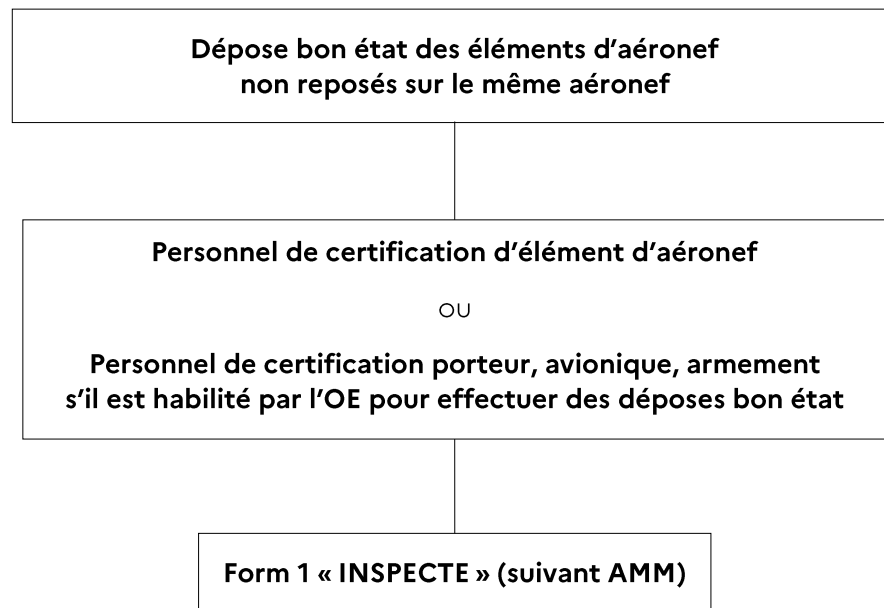 Dépose bon état des éléments d’aéronef
non reposés sur le même aéronef
Personnel de certification d’élément d’aéronef
OU
Personnel de certification porteur, avionique, armement
s’il est habilité par l’OE pour effectuer des déposes bon état
Form 1 « INSPECTE » (suivant AMM)